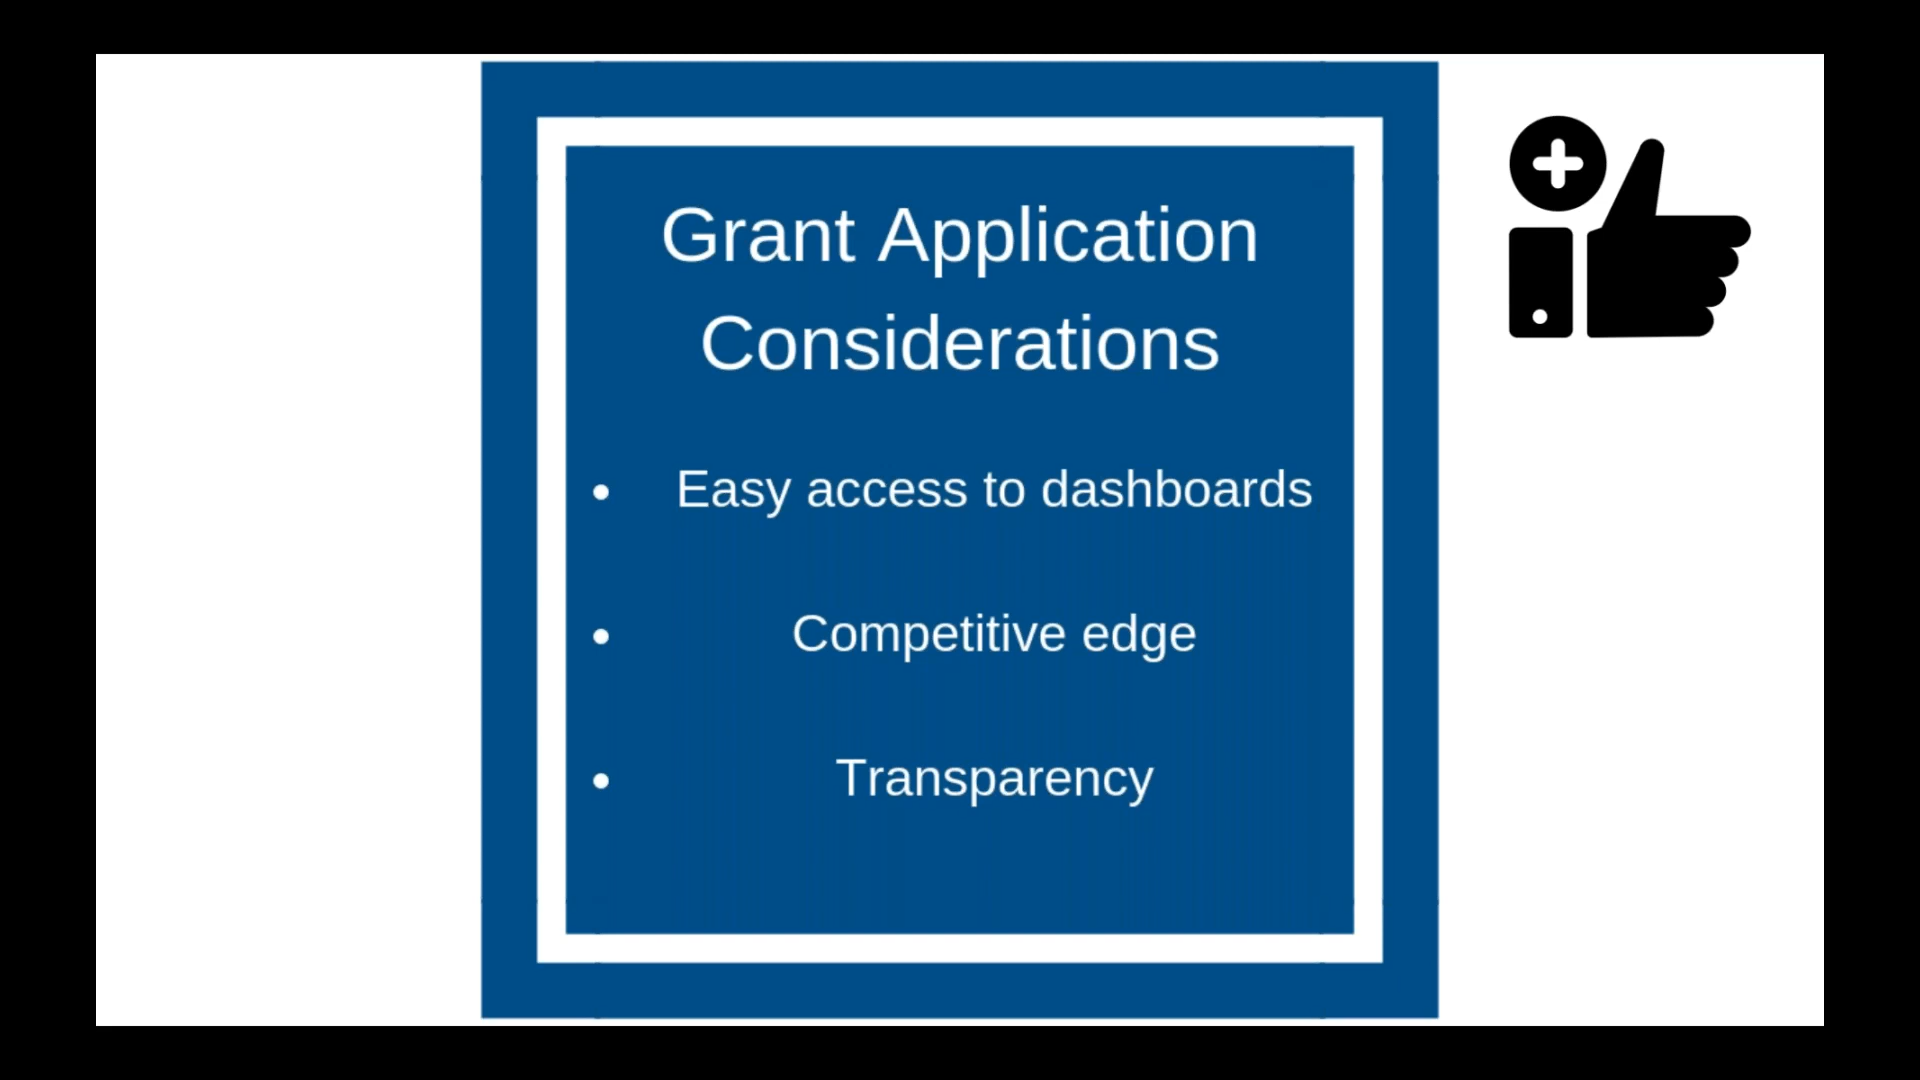 Grant Application
Considerations
• Easy access to dashboards
• Competitive edge
• Transparency